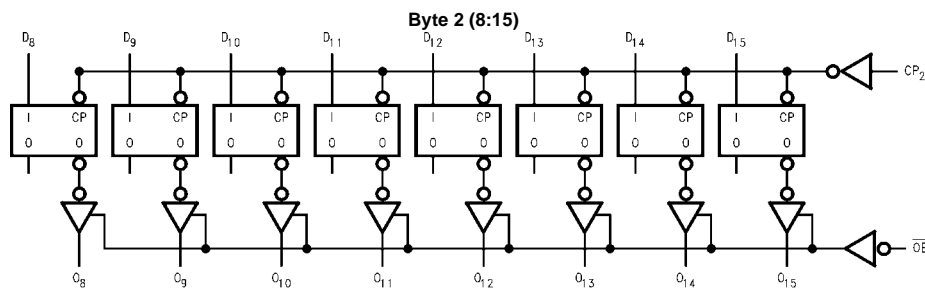 Byte 2 (8:15)
D8 D9 D10 D11 D12 D13 D14 D15
CP2
I CP I CP I CP I CP I CP I CP I CP I CP
O O O O O O O O O O O O O O O O
OE
O8 O9 O10 O11 O12 O13 O14 O15